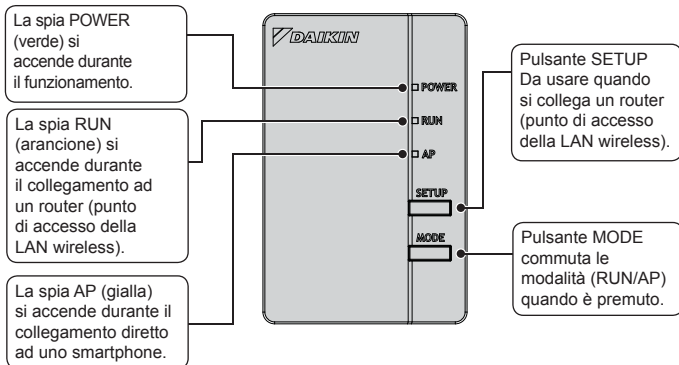 La spia POWER
(verde) si
accende durante
il funzionamento.
La spia RUN
(arancione) si
accende durante
il collegamento ad
un router (punto
di accesso della
LAN wireless).
La spia AP (gialla)
si accende durante il
collegamento diretto
ad uno smartphone.
DAIKIN
POWER
RUN
AP
SETUP
MODE
Pulsante SETUP
Da usare quando
si collega un router
(punto di accesso
della LAN wireless).
Pulsante MODE
commuta le
modalità (RUN/AP)
quando è premuto.